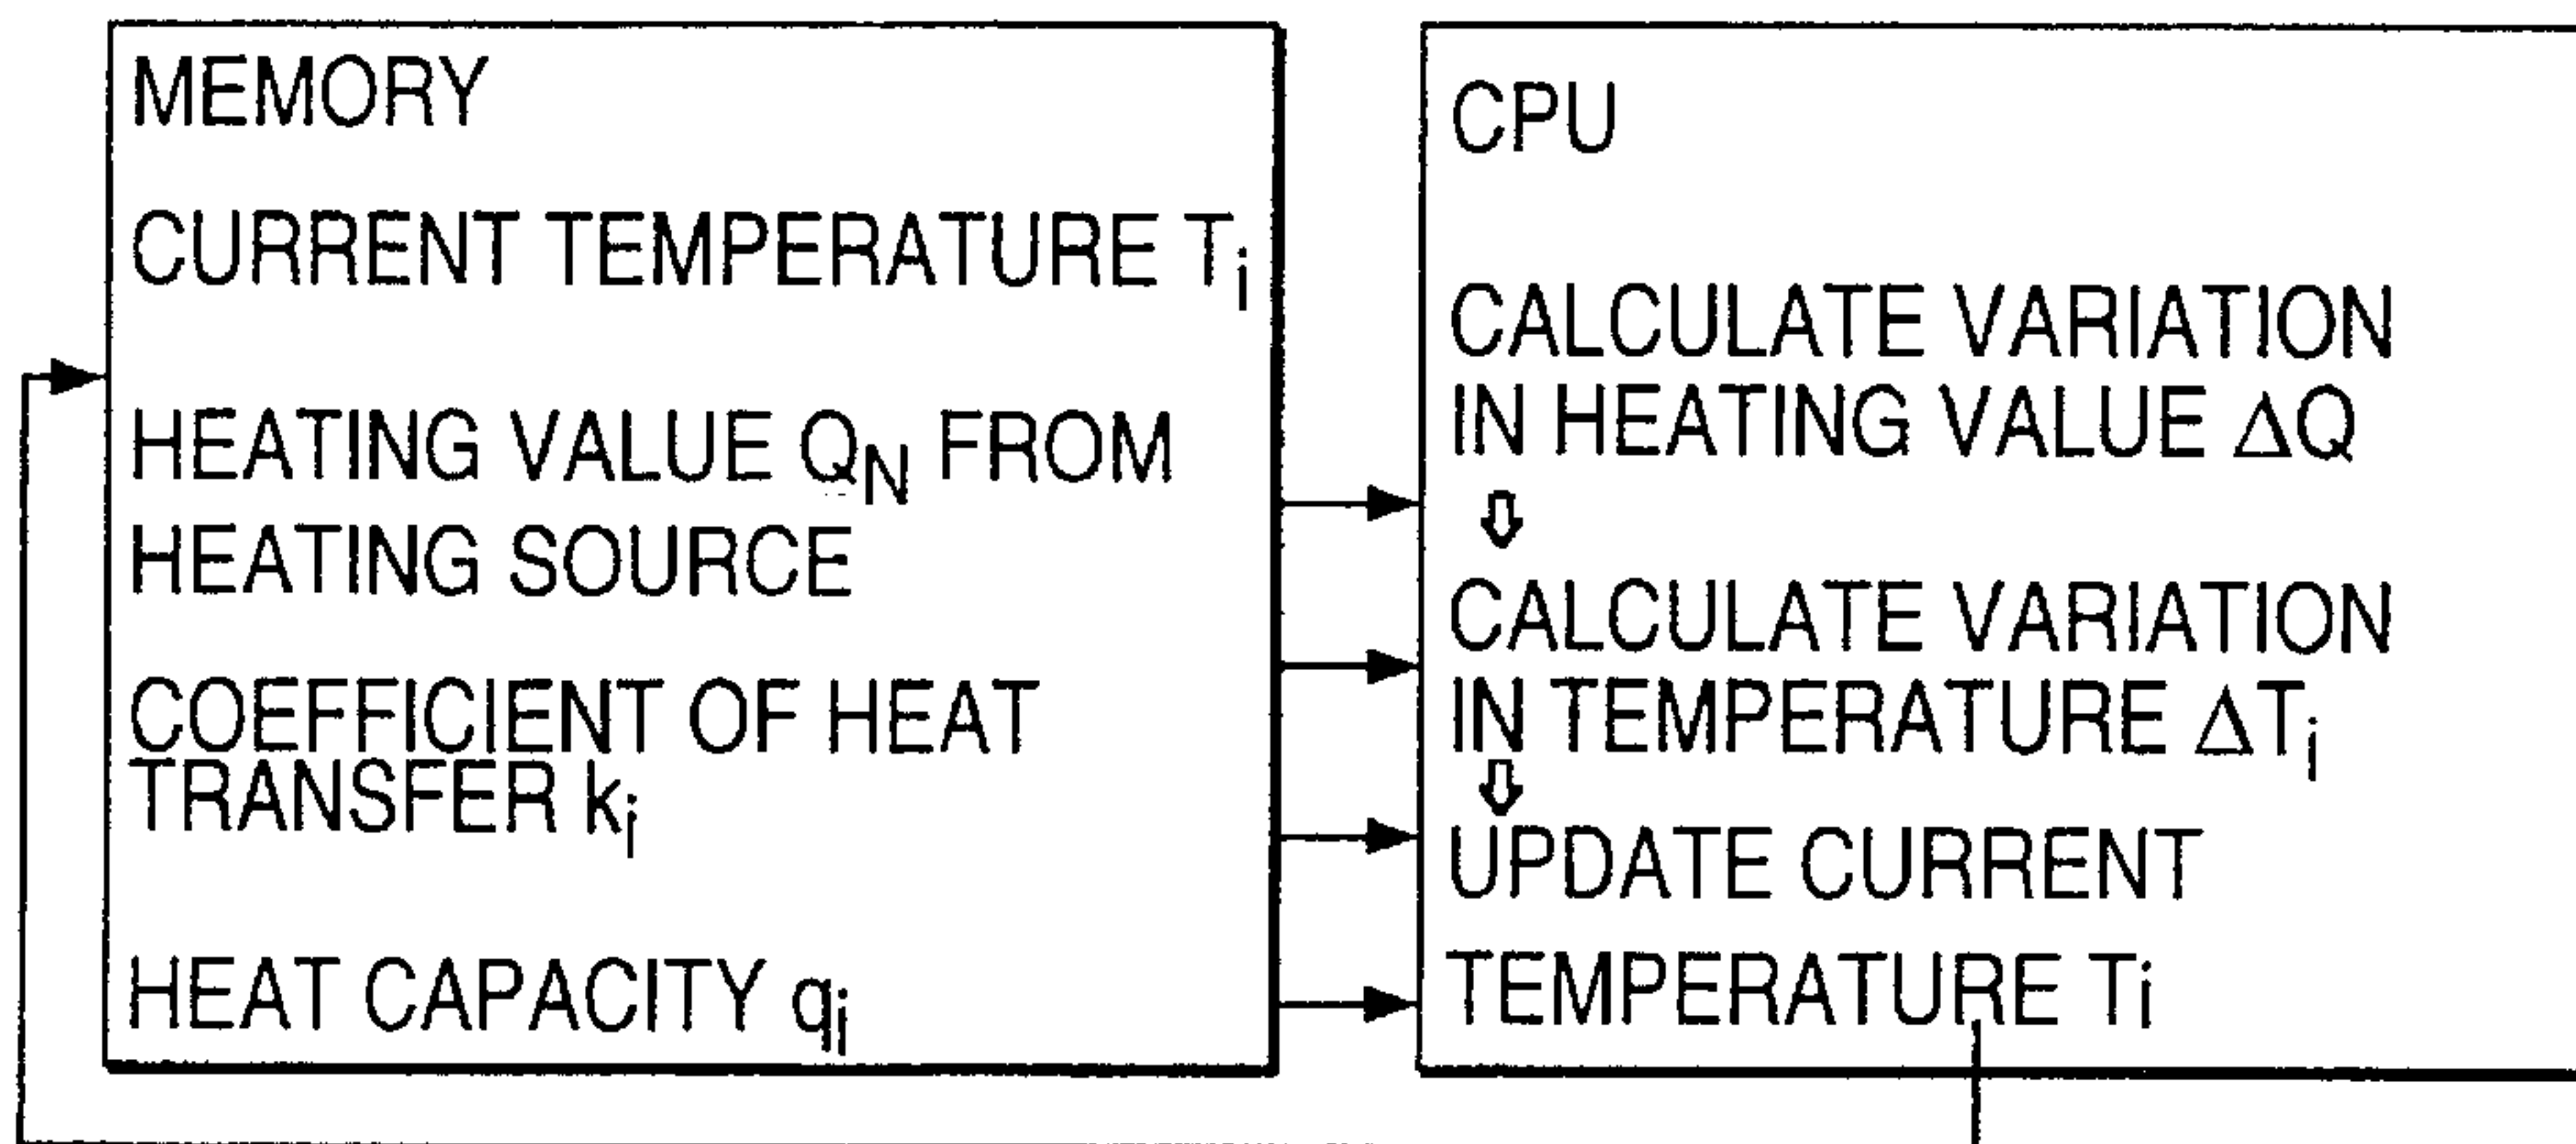 MEMORY
CURRENT TEMPERATURE Ti
HEATING VALUE QN FROM
HEATING SOURCE
COEFFICIENT OF HEAT
TRANSFER ki
HEAT CAPACITY qi
CPU
CALCULATE VARIATION
IN HEATING VALUE ΔQ
CALCULATE VARIATION
IN TEMPERATURE ΔTi
UPDATE CURRENT
TEMPERATURE Ti